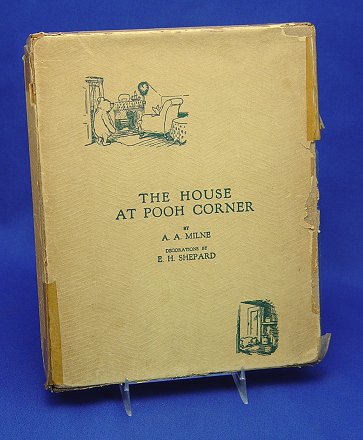 THE HOUSE
AT POOH CORNER
BY
A. A. MILNE
DECORATIONS BY
E. H. SHEPARD